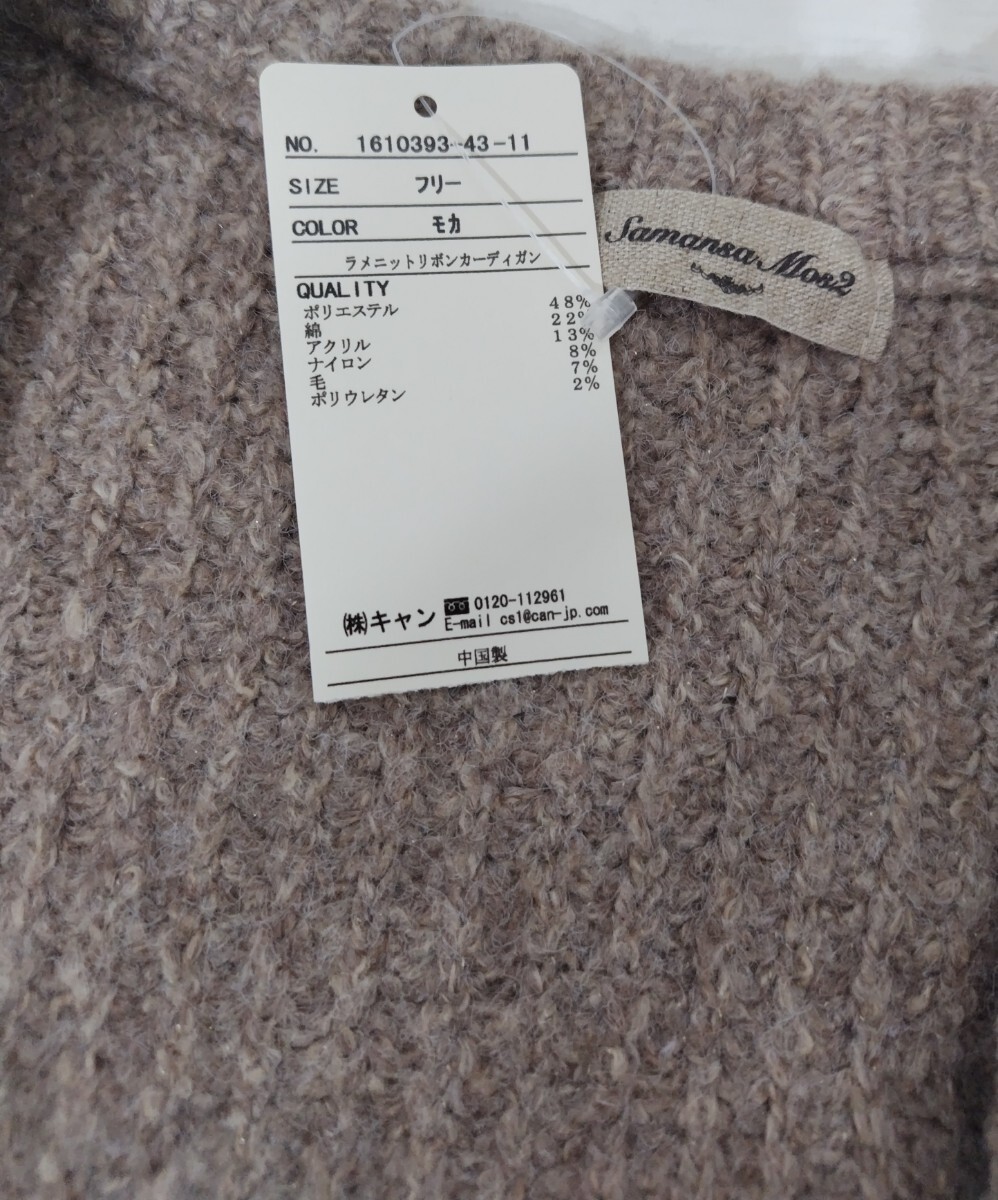 NO. 1610393-43-11
SIZE フリー
COLOR モカ
ラメニットリボンカーディガン
QUALITY
ポリエステル 48%
綿 22%
アクリル 13%
ナイロン 8%
毛 7%
ポリウレタン 2%
㈱キャン 0120-112961
E-mail cs1@can-jp.com
中国製
Samansa Mos2